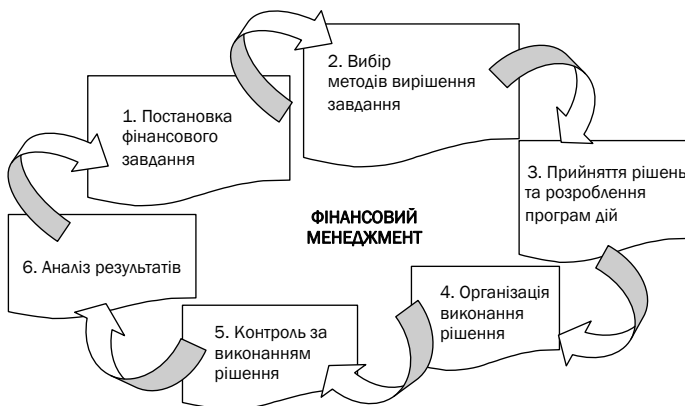 1. Постановка
фінансового
завдання
2. Вибір
методів вирішення
завдання
3. Прийняття рішень
та розроблення
програм дій
ФІНАНСОВИЙ
МЕНЕДЖМЕНТ
4. Організація
виконання
рішення
5. Контроль за
виконанням
рішення
6. Аналіз результатів